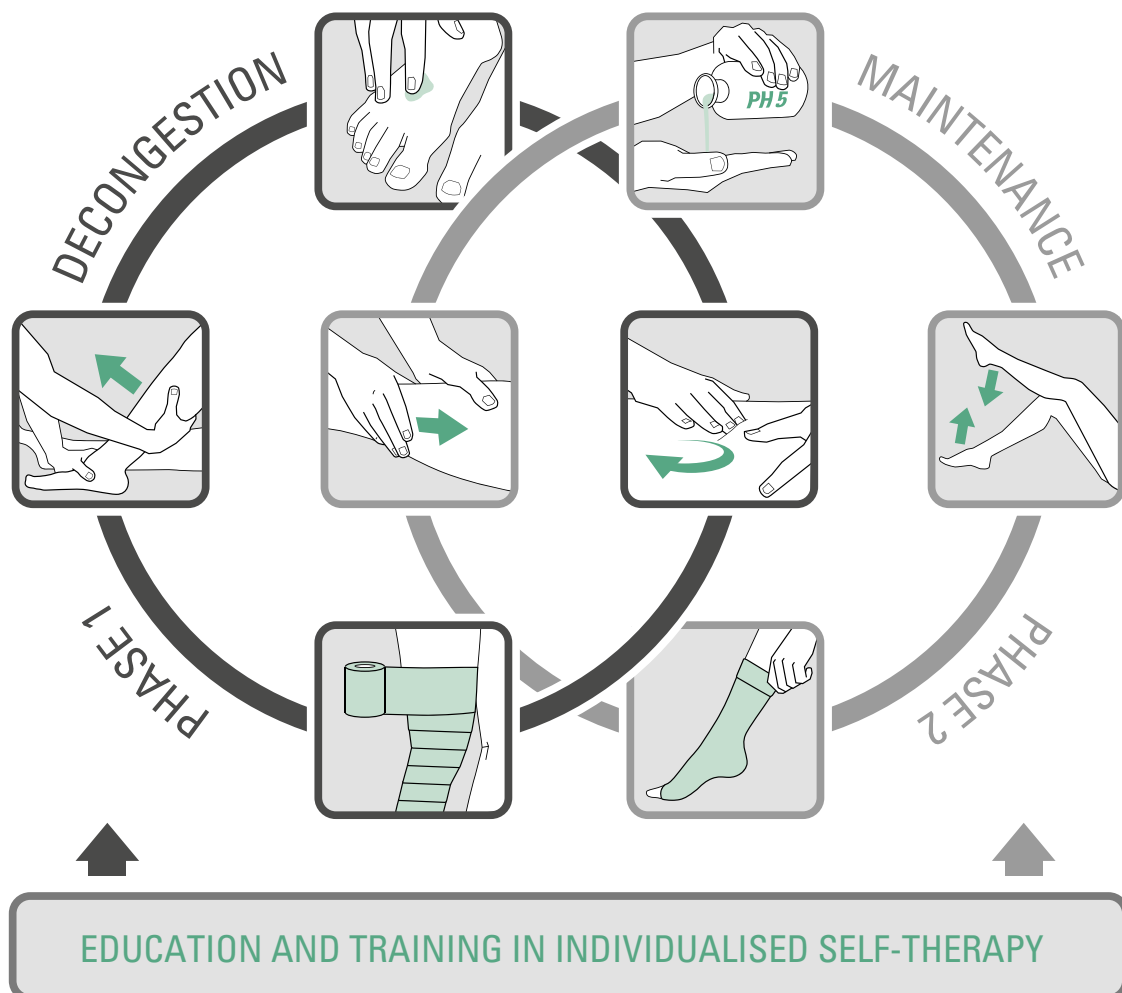 DECONGESTION
MAINTENANCE
PH 5
PHASE 1
PHASE 2
EDUCATION AND TRAINING IN INDIVIDUALISED SELF-THERAPY